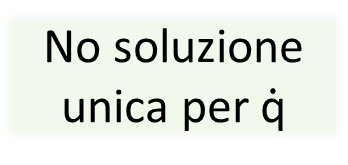 No soluzione
unica per q̇